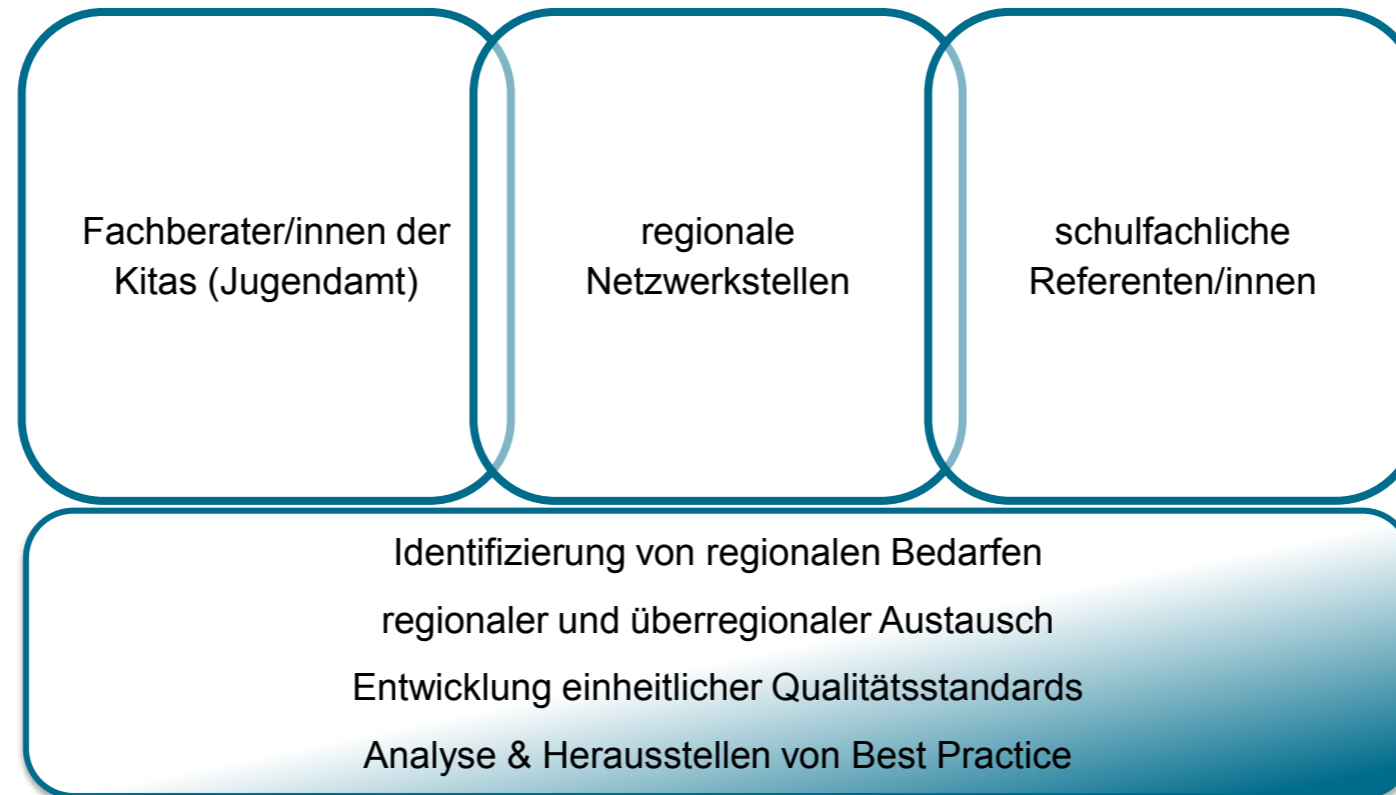 Fachberater/innen der
Kitas (Jugendamt)
regionale
Netzwerkstellen
schulfachliche
Referenten/innen
Identifizierung von regionalen Bedarfen
regionaler und überregionaler Austausch
Entwicklung einheitlicher Qualitätsstandards
Analyse & Herausstellen von Best Practice